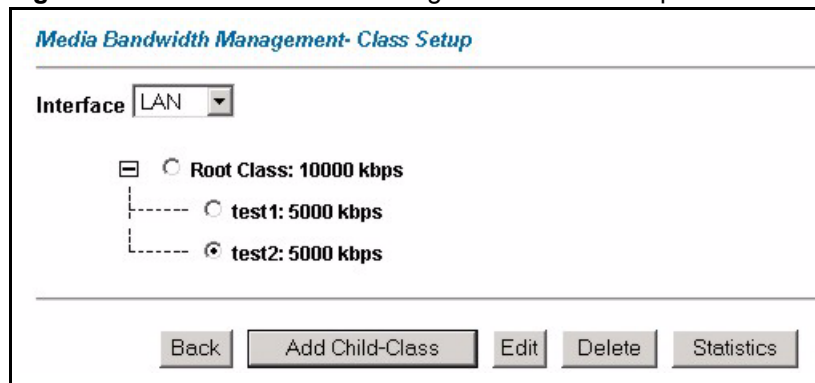 Media Bandwidth Management- Class Setup
Interface LAN
Root Class: 10000 kbps
test1: 5000 kbps
test2: 5000 kbps
Back Add Child-Class Edit Delete Statistics